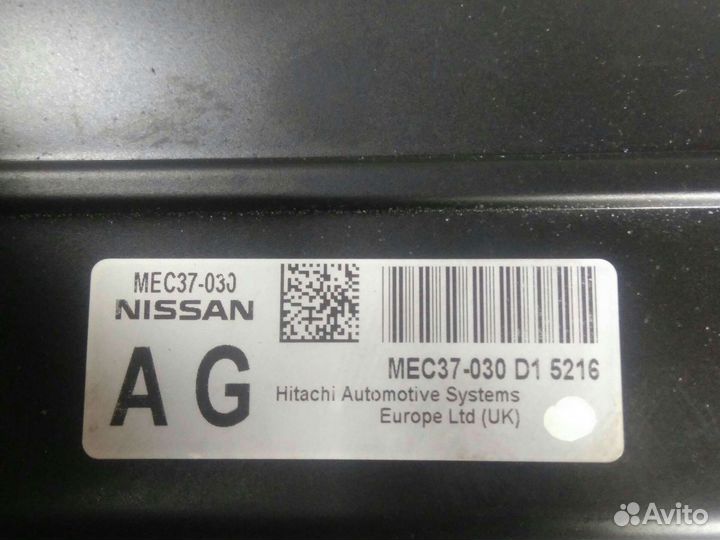 MEC37-030
NISSAN
A G
MEC37-030 D1 5216
Hitachi Automotive Systems
Europe Ltd (UK)
Avito